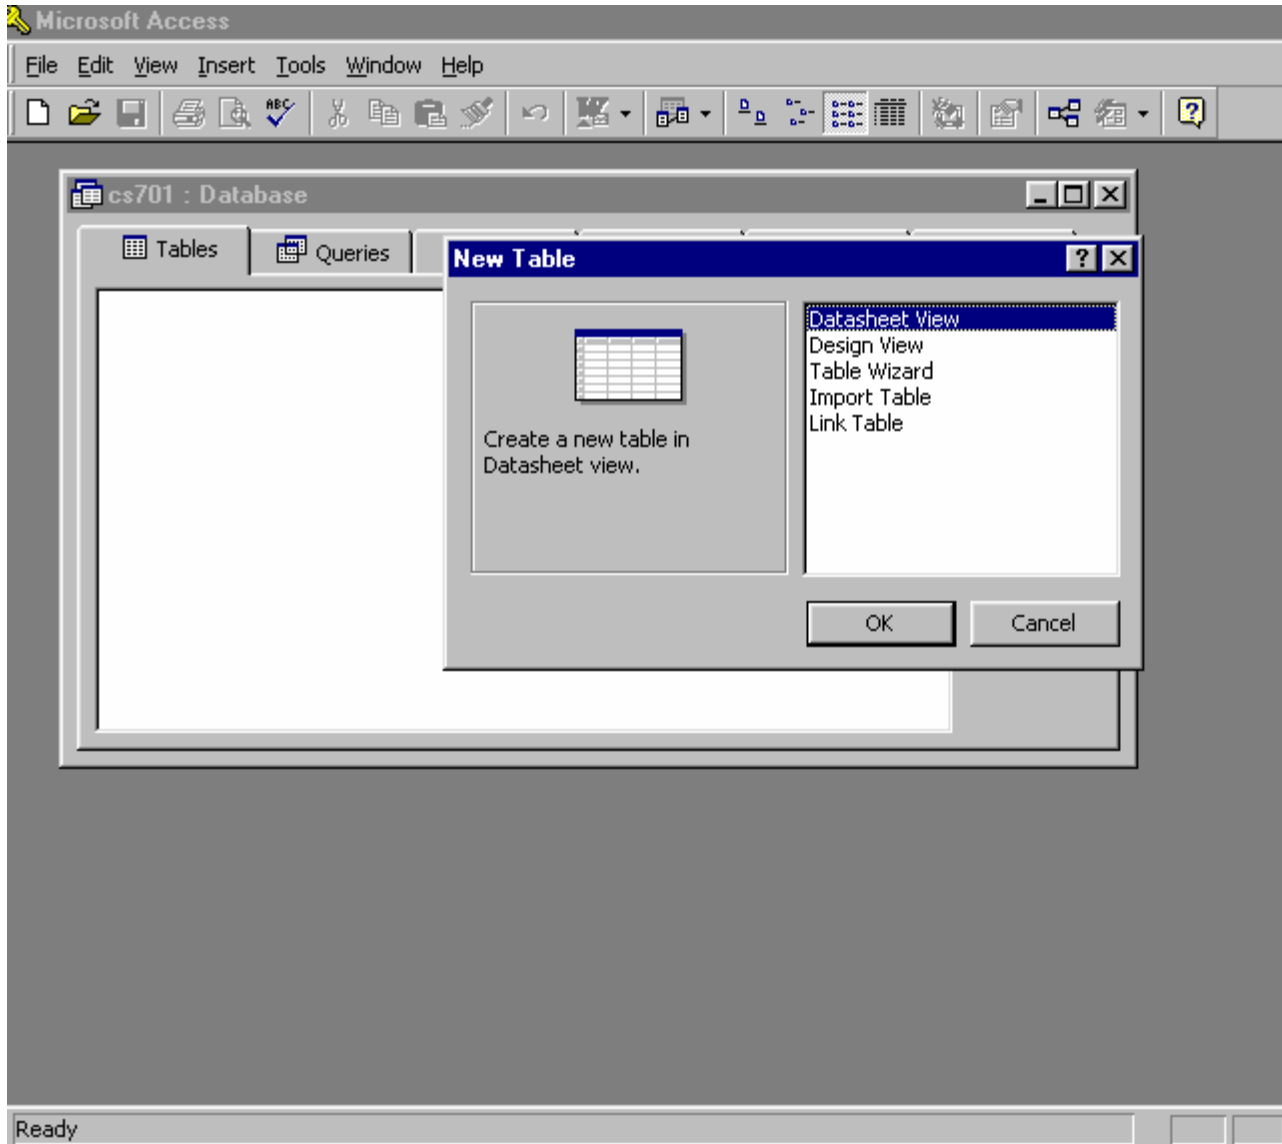 Microsoft Access
File Edit View Insert Tools Window Help
ABC
cs701 : Database
Tables Queries
New Table
Datasheet View
Design View
Table Wizard
Import Table
Link Table
Create a new table in
Datasheet view.
OK Cancel
Ready